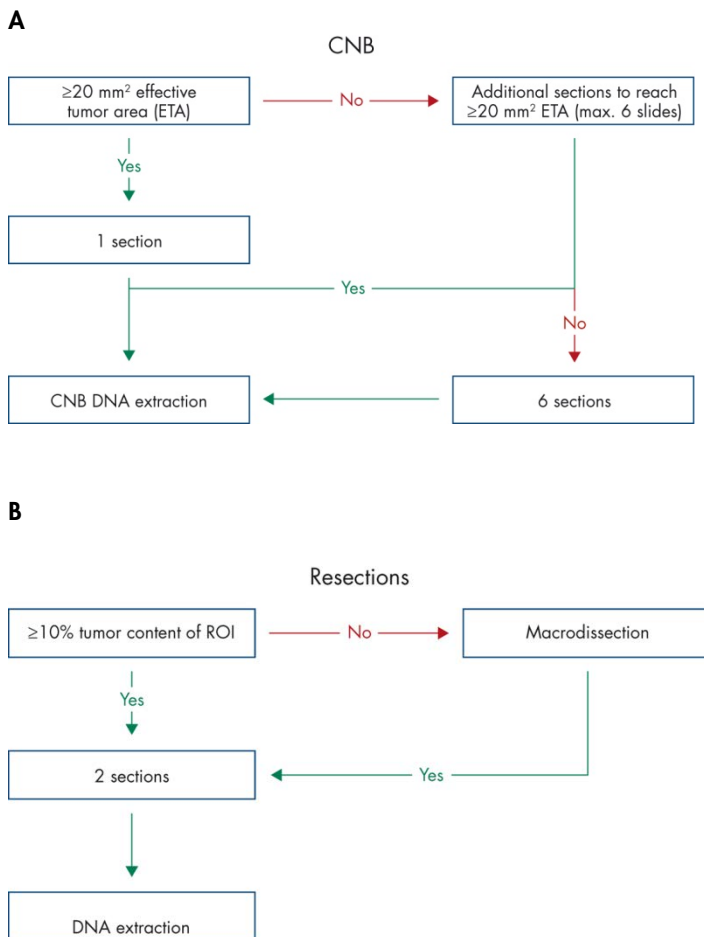 A
CNB
≥20 mm² effective
tumor area (ETA)
No
Additional sections to reach
≥20 mm² ETA (max. 6 slides)
Yes
1 section
Yes
No
CNB DNA extraction
6 sections
B
Resections
≥10% tumor content of ROI
No
Macrodissection
Yes
2 sections
Yes
DNA extraction